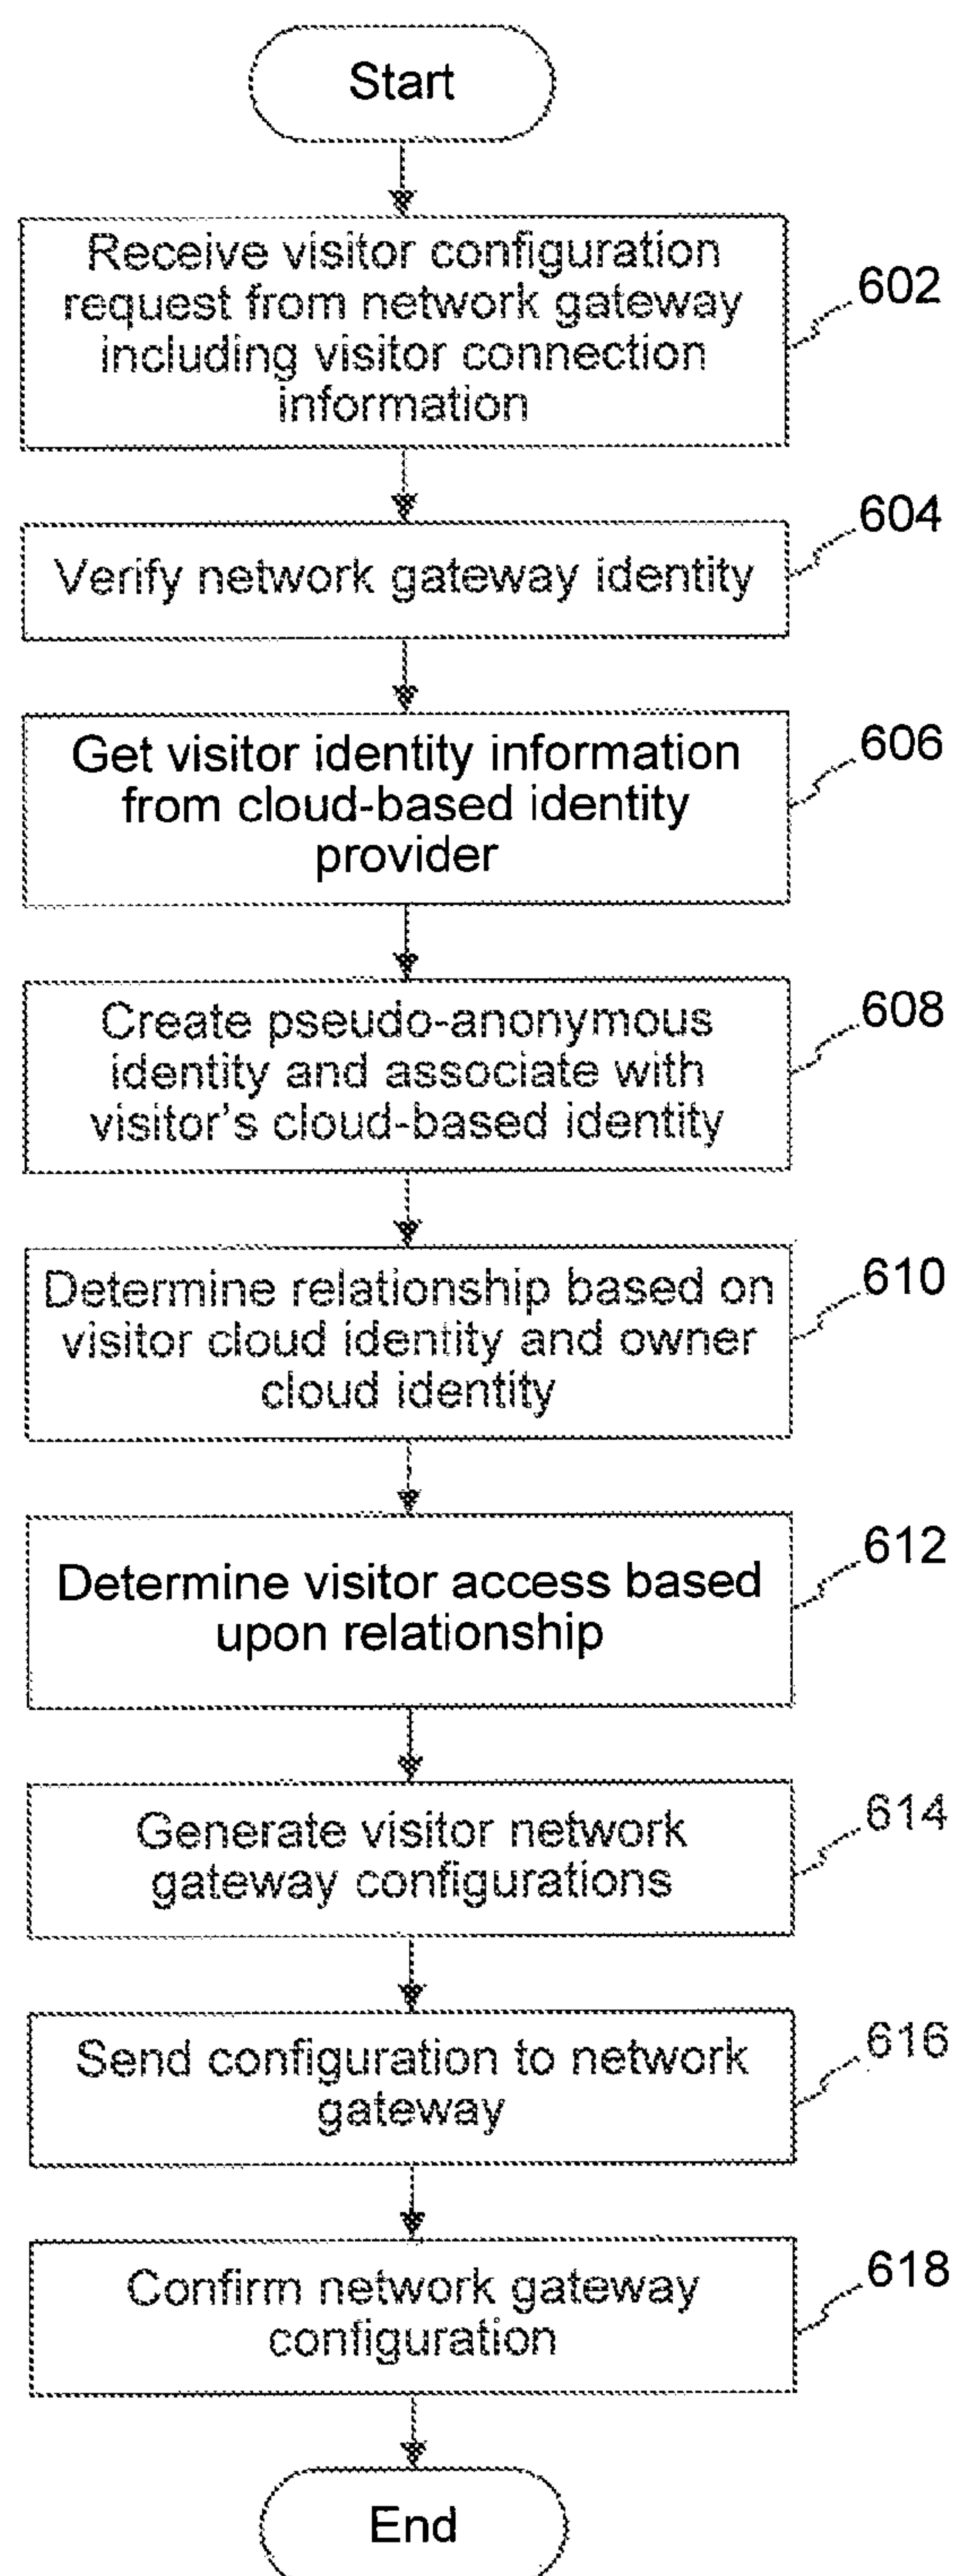 Start
Receive visitor configuration
request from network gateway
including visitor connection
information
602
Verify network gateway identity
604
Get visitor identity information
from cloud-based identity
provider
606
Create pseudo-anonymous
identity and associate with
visitor's cloud-based identity
608
Determine relationship based on
visitor cloud identity and owner
cloud identity
610
Determine visitor access based
upon relationship
612
Generate visitor network
gateway configurations
614
Send configuration to network
gateway
616
Confirm network gateway
configuration
618
End